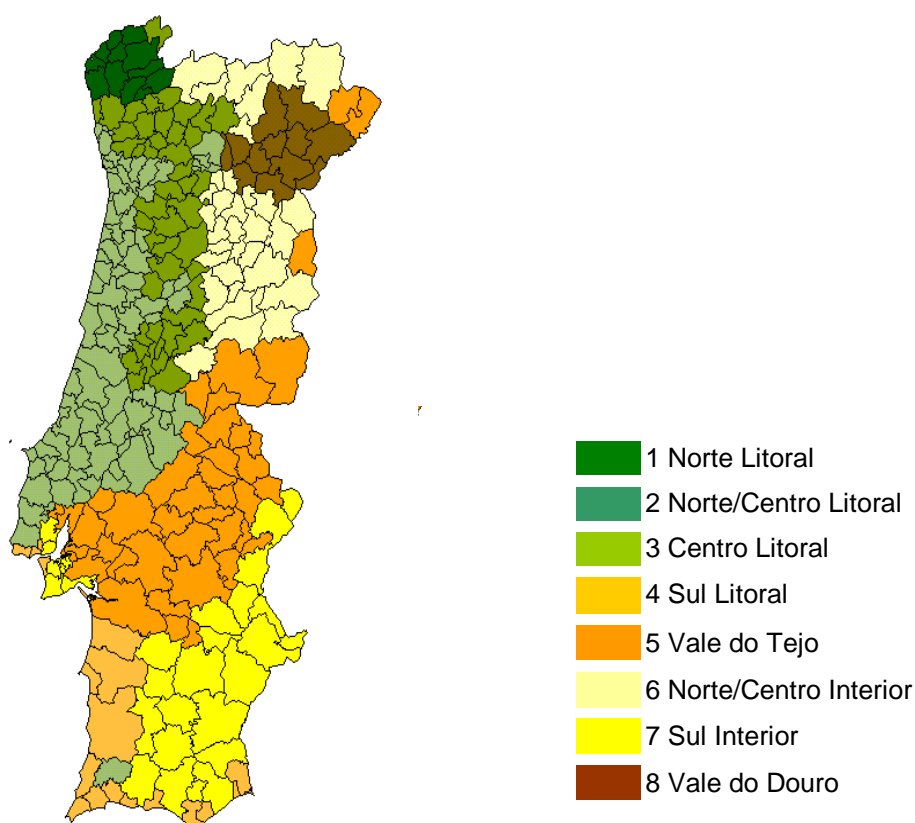 1 Norte Litoral
2 Norte/Centro Litoral
3 Centro Litoral
4 Sul Litoral
5 Vale do Tejo
6 Norte/Centro Interior
7 Sul Interior
8 Vale do Douro